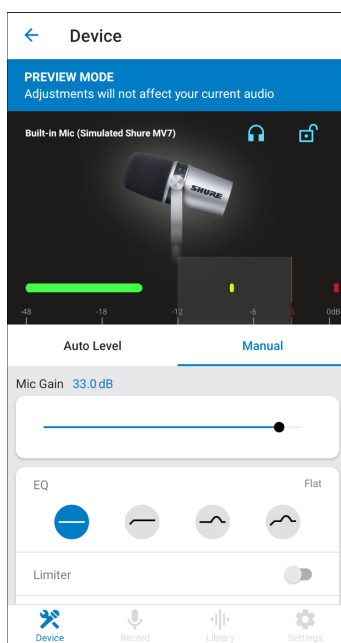 Device
PREVIEW MODE
Adjustments will not affect your current audio
Built-in Mic (Simulated Shure MV7)
SHURE
-48 -18 -12 -6 0 0dB
Auto Level Manual
Mic Gain 33.0 dB
EQ Flat
Limiter
Device Record Library Settings